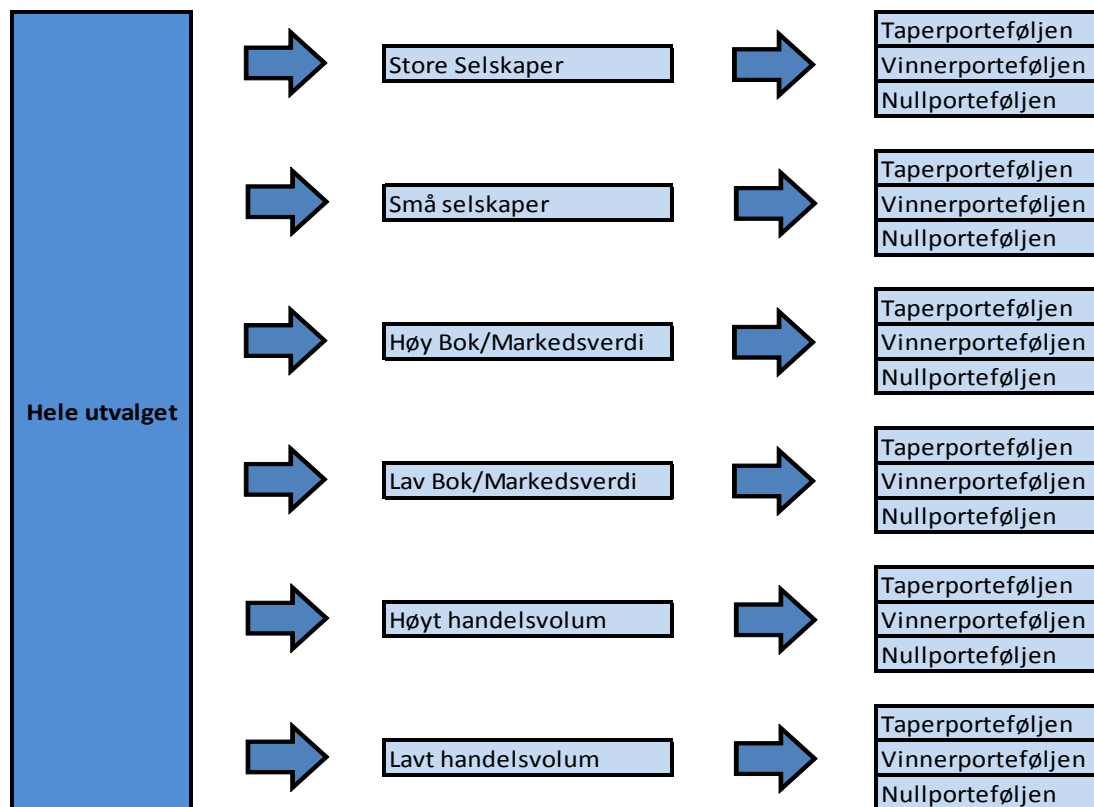 Hele utvalget
Store Selskaper
Taperporteføljen
Vinnerporteføljen
Nullporteføljen
Små selskaper
Taperporteføljen
Vinnerporteføljen
Nullporteføljen
Høy Bok/Markedsverdi
Taperporteføljen
Vinnerporteføljen
Nullporteføljen
Lav Bok/Markedsverdi
Taperporteføljen
Vinnerporteføljen
Nullporteføljen
Høyt handelsvolum
Taperporteføljen
Vinnerporteføljen
Nullporteføljen
Lavt handelsvolum
Taperporteføljen
Vinnerporteføljen
Nullporteføljen